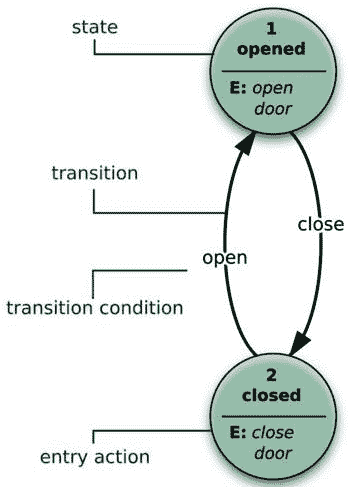 state
1
opened
E: open
door
transition
close
open
transition condition
2
closed
E: close
door
entry action